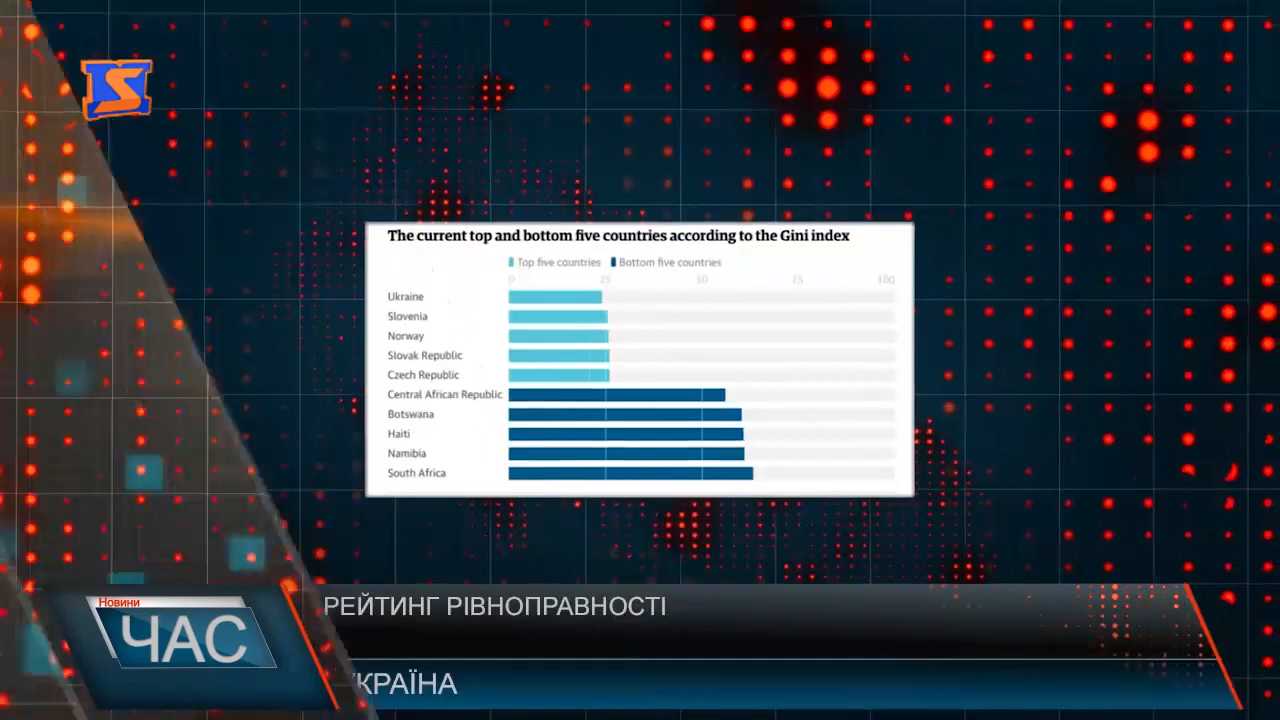 The current top and bottom five countries according to the Gini index
Top five countries Bottom five countries
0 25 50 75 100
Ukraine
Slovenia
Norway
Slovak Republic
Czech Republic
Central African Republic
Botswana
Haiti
Namibia
South Africa
Новини
ЧАС
РЕЙТИНГ РІВНОПРАВНОСТІ
УКРАЇНА